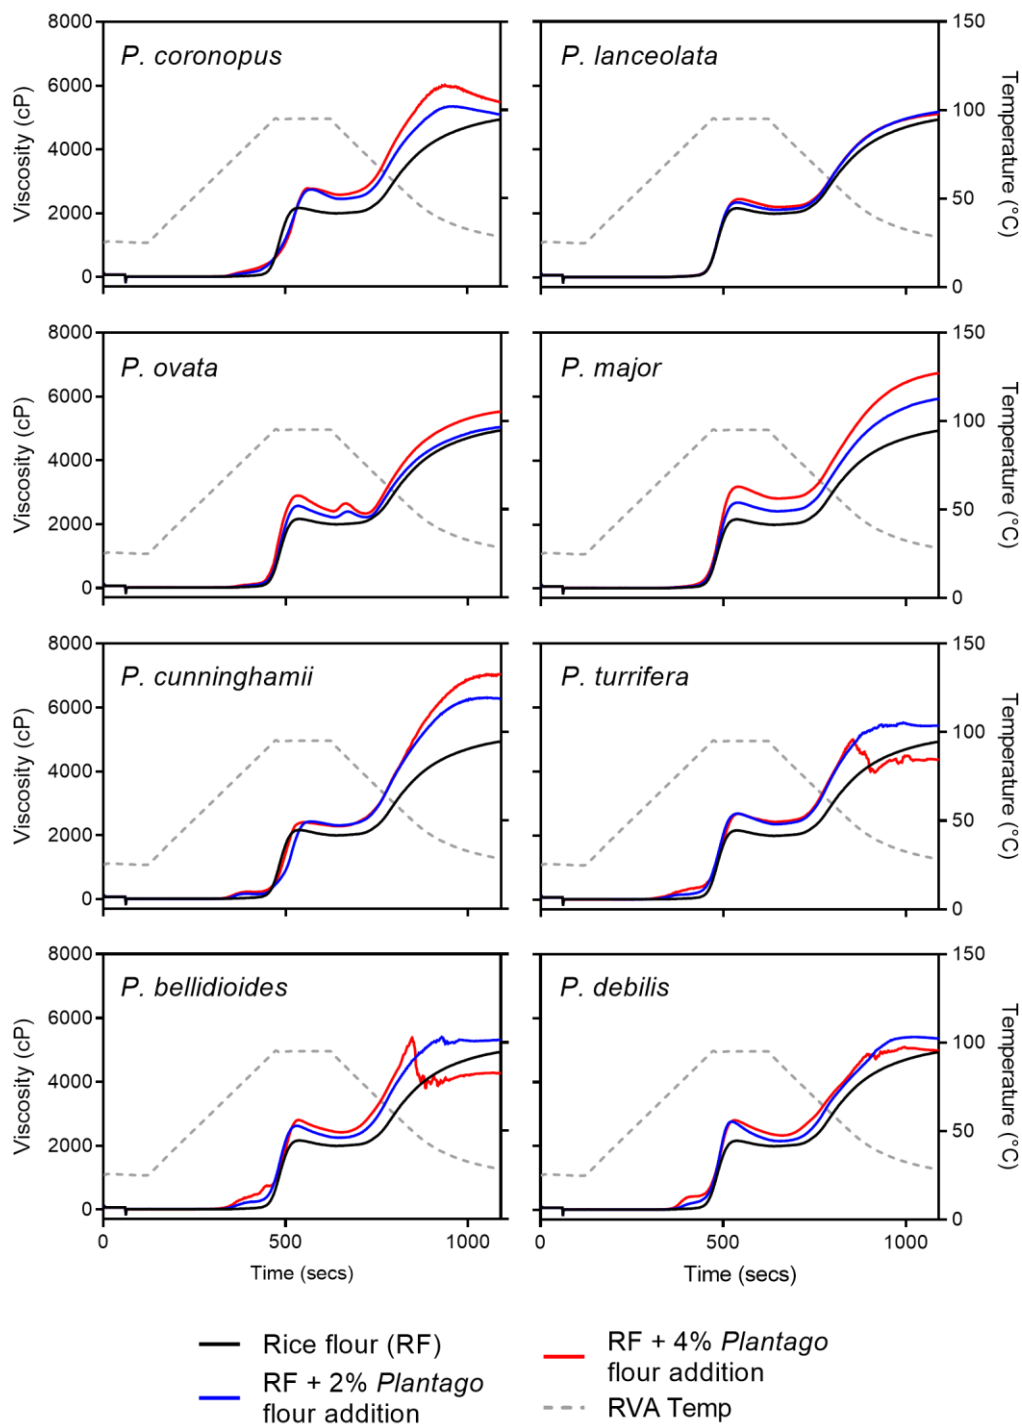 8000
6000
4000
2000
0
Viscosity (cP)
P. coronopus
P. lanceolata
150
100
50
0
Temperature (°C)
8000
6000
4000
2000
0
Viscosity (cP)
P. ovata
P. major
150
100
50
0
Temperature (°C)
8000
6000
4000
2000
0
Viscosity (cP)
P. cunninghamii
P. turrifera
150
100
50
0
Temperature (°C)
8000
6000
4000
2000
0
Viscosity (cP)
P. bellidioides
P. debilis
150
100
50
0
Temperature (°C)
0 500 1000
Time (secs)
0 500 1000
Time (secs)
Rice flour (RF)
RF + 2% Plantago
flour addition
RF + 4% Plantago
flour addition
RVA Temp